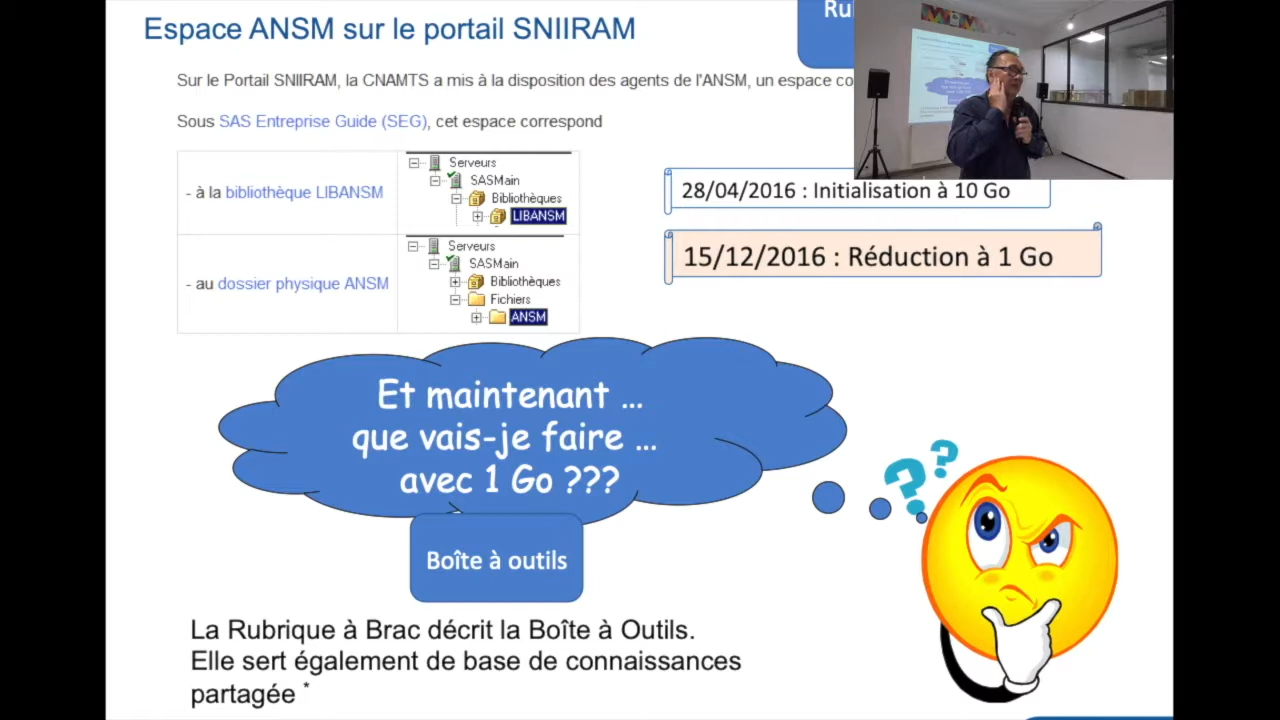 Espace ANSM sur le portail SNIIRAM
Ru
Sur le Portail SNIIRAM, la CNAMTS a mis à la disposition des agents de l'ANSM, un espace co
Sous SAS Entreprise Guide (SEG), cet espace correspond
- à la bibliothèque LIBANSM
Serveurs
SASMain
Bibliothèques
LIBANSM
- au dossier physique ANSM
Serveurs
SASMain
Bibliothèques
Fichiers
ANSM
28/04/2016 : Initialisation à 10 Go
15/12/2016 : Réduction à 1 Go
Et maintenant ...
que vais-je faire ...
avec 1 Go ???
? ?
Boîte à outils
La Rubrique à Brac décrit la Boîte à Outils.
Elle sert également de base de connaissances
partagée *